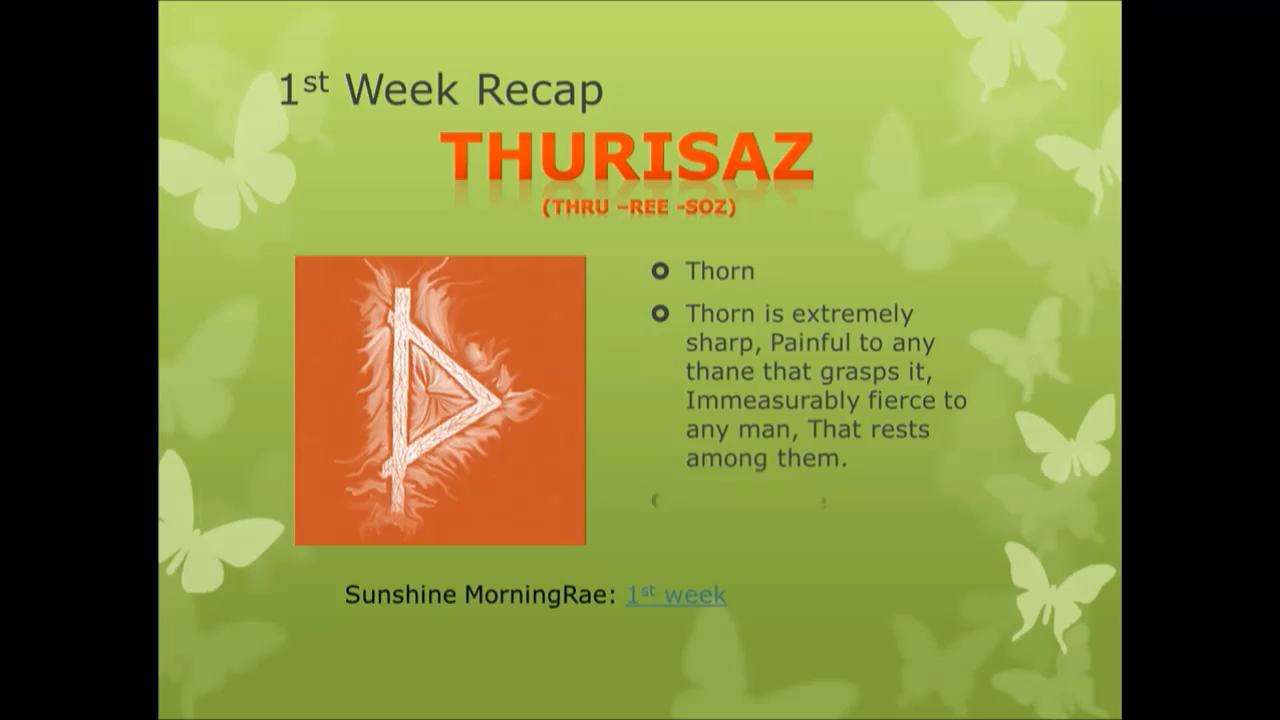 1st Week Recap
THURISAZ
(THRU –REE -SOZ)
Thorn
Thorn is extremely
sharp, Painful to any
thane that grasps it,
Immeasurably fierce to
any man, That rests
among them.
Sunshine MorningRae: 1st week